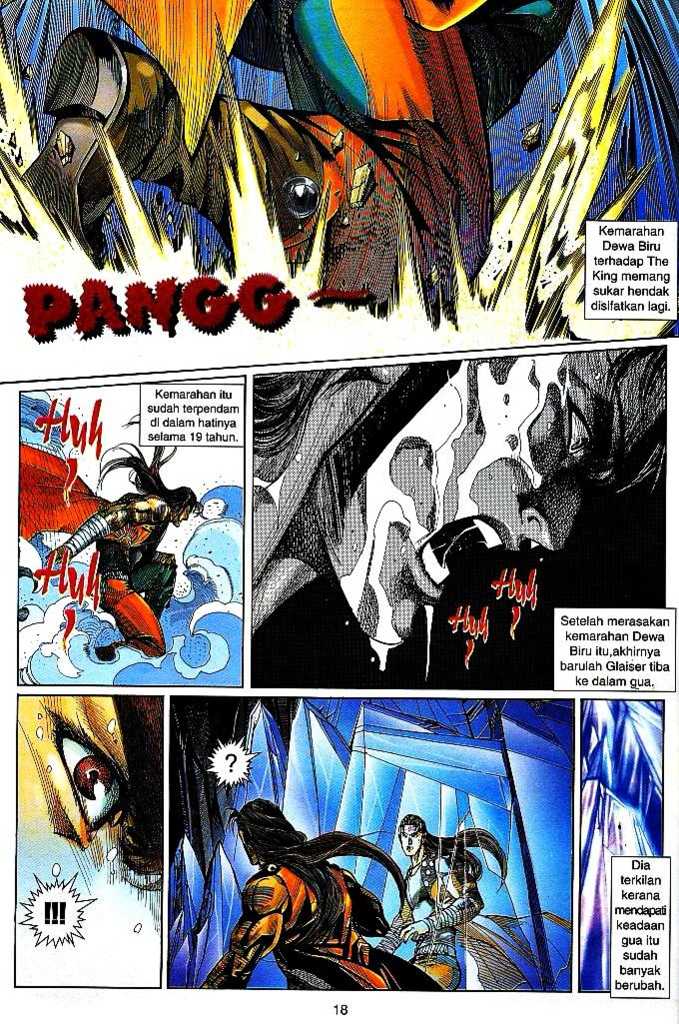 Kemarahan
Dewa Biru
terhadap The
King memang
sukar hendak
disifatkan lagi.
PANGG~
Kemarahan itu
sudah terpendam
di dalam hatinya
selama 19 tahun.
Huh
Huh
Huh
Huh
Setelah merasakan
kemarahan Dewa
Biru itu,akhirnya
barulah Glaiser tiba
ke dalam gua.
!!!
?
Dia
terkilan
kerana
mendapati
keadaan
gua itu
sudah
banyak
berubah.
18